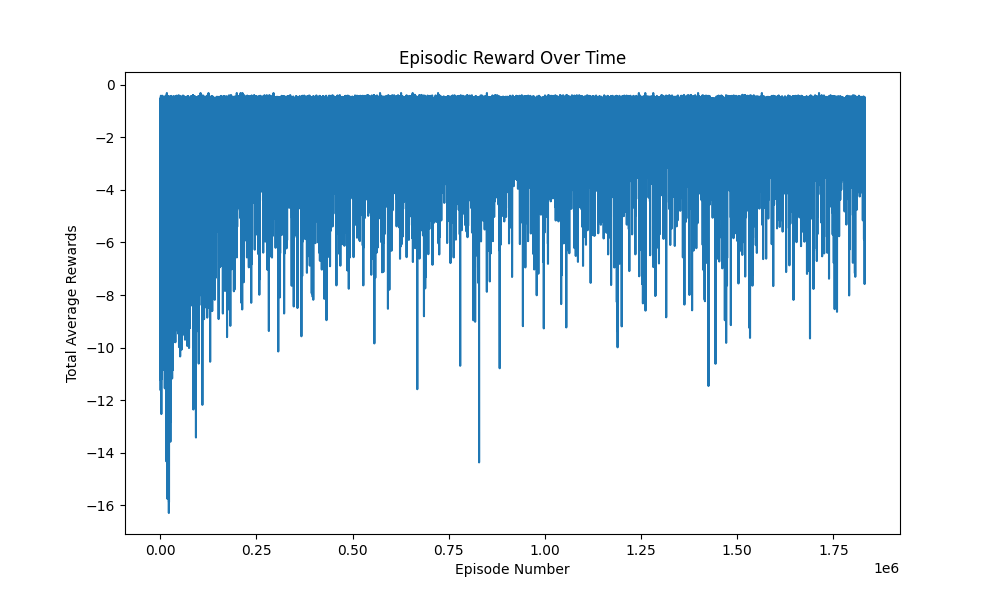 Episodic Reward Over Time
Total Average Rewards
0
−2
−4
−6
−8
−10
−12
−14
−16
0.00 0.25 0.50 0.75 1.00 1.25 1.50 1.75
1e6
Episode Number